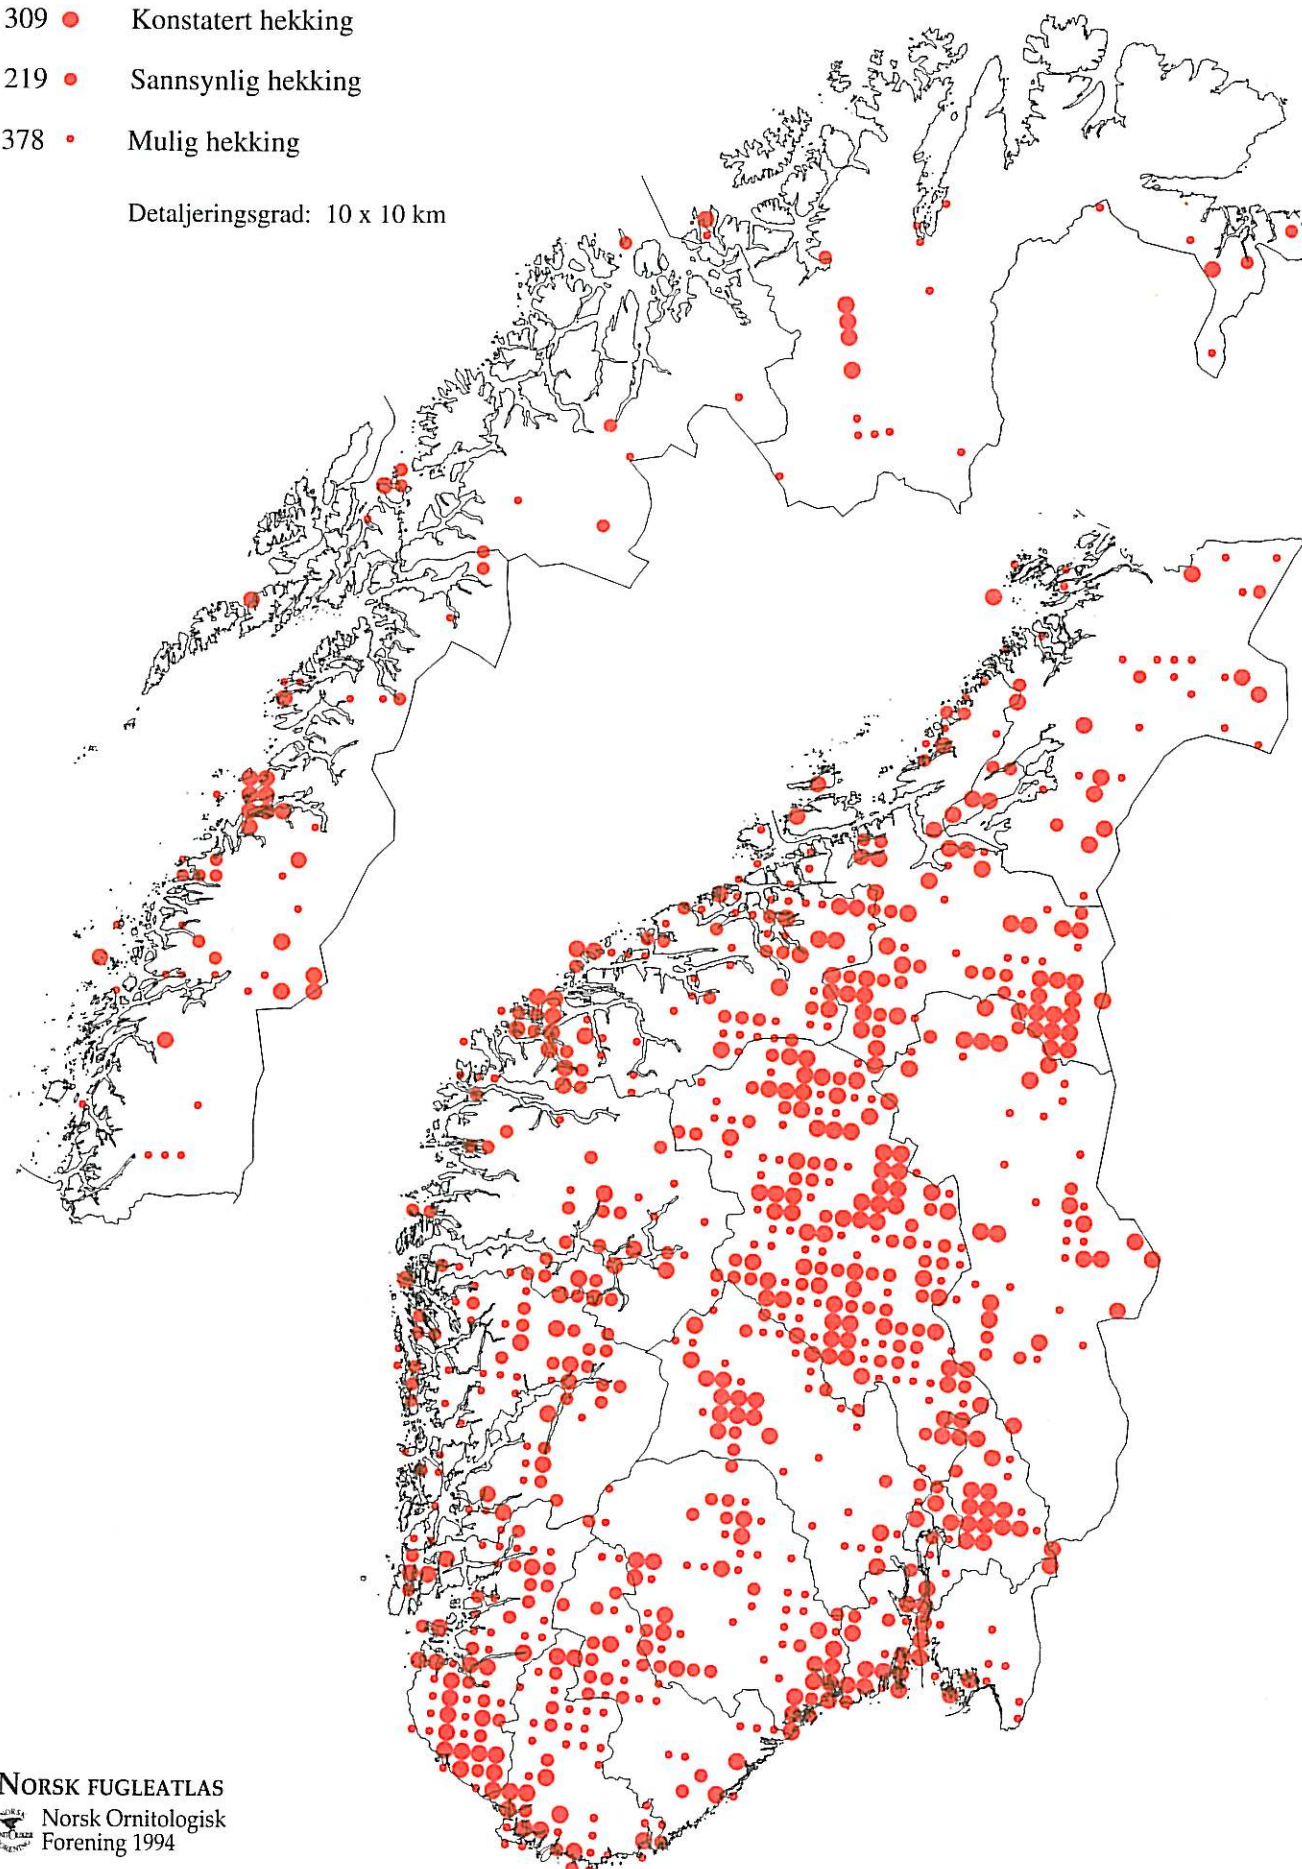 309 Konstatert hekking
219 Sannsynlig hekking
378 Mulig hekking
Detaljeringsgrad: 10 x 10 km
NORSK FUGLEATLAS
Norsk Ornitologisk
Forening 1994